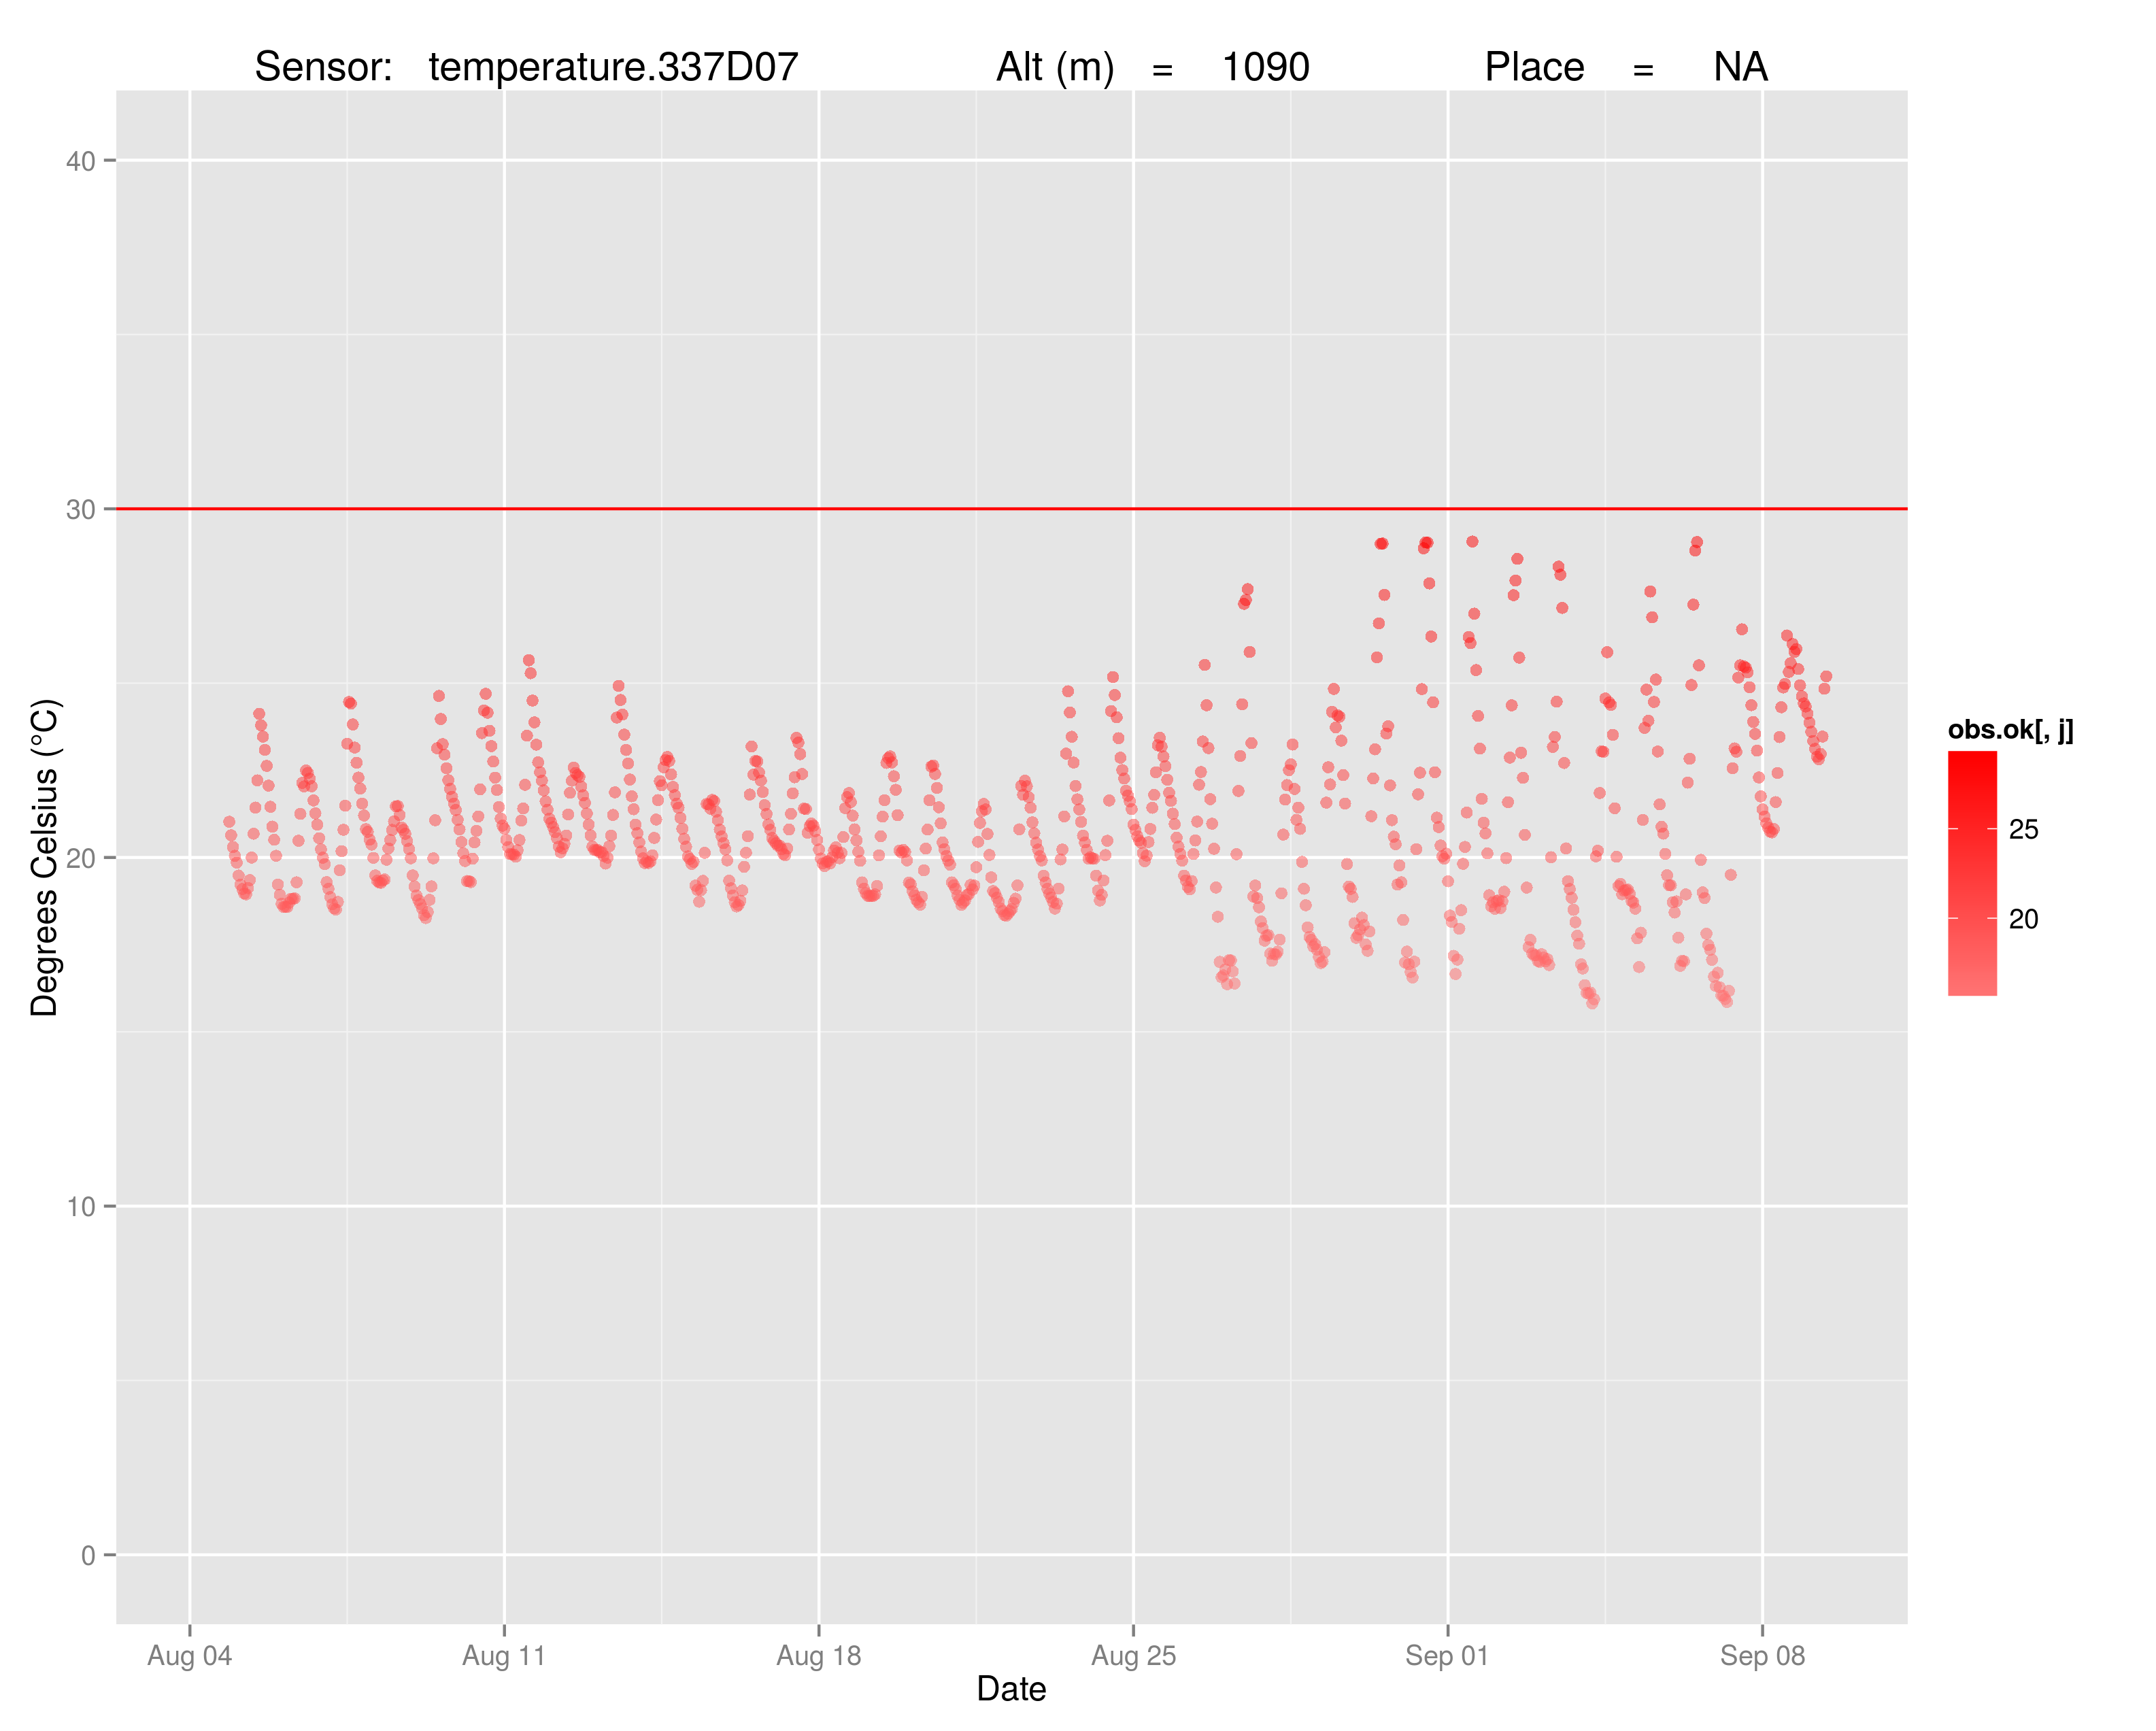 Sensor: temperature.337D07 Alt (m) = 1090 Place = NA
40
30
20
10
0
Degrees Celsius (°C)
Aug 04 Aug 11 Aug 18 Aug 25 Sep 01 Sep 08
Date
obs.ok[, j]
25
20